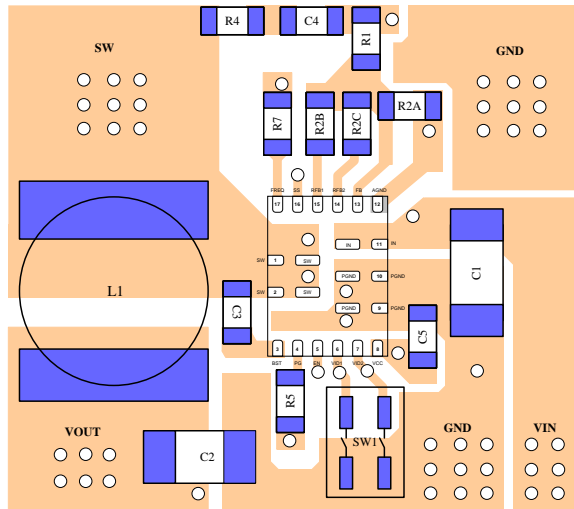 R4
C4
R1
SW
GND
R7
R2B
R2C
R2A
FREQ
SS
RFB1
RFB2
FB
AGND
17
16
15
14
13
12
IN
11
IN
SW
1
SW
PGND
10
PGND
SW
2
SW
PGND
9
PGND
L1
C3
C1
C5
3
4
5
6
7
8
BST
PG
EN
VID1
VID2
VCC
R5
SW1
VOUT
C2
GND
VIN